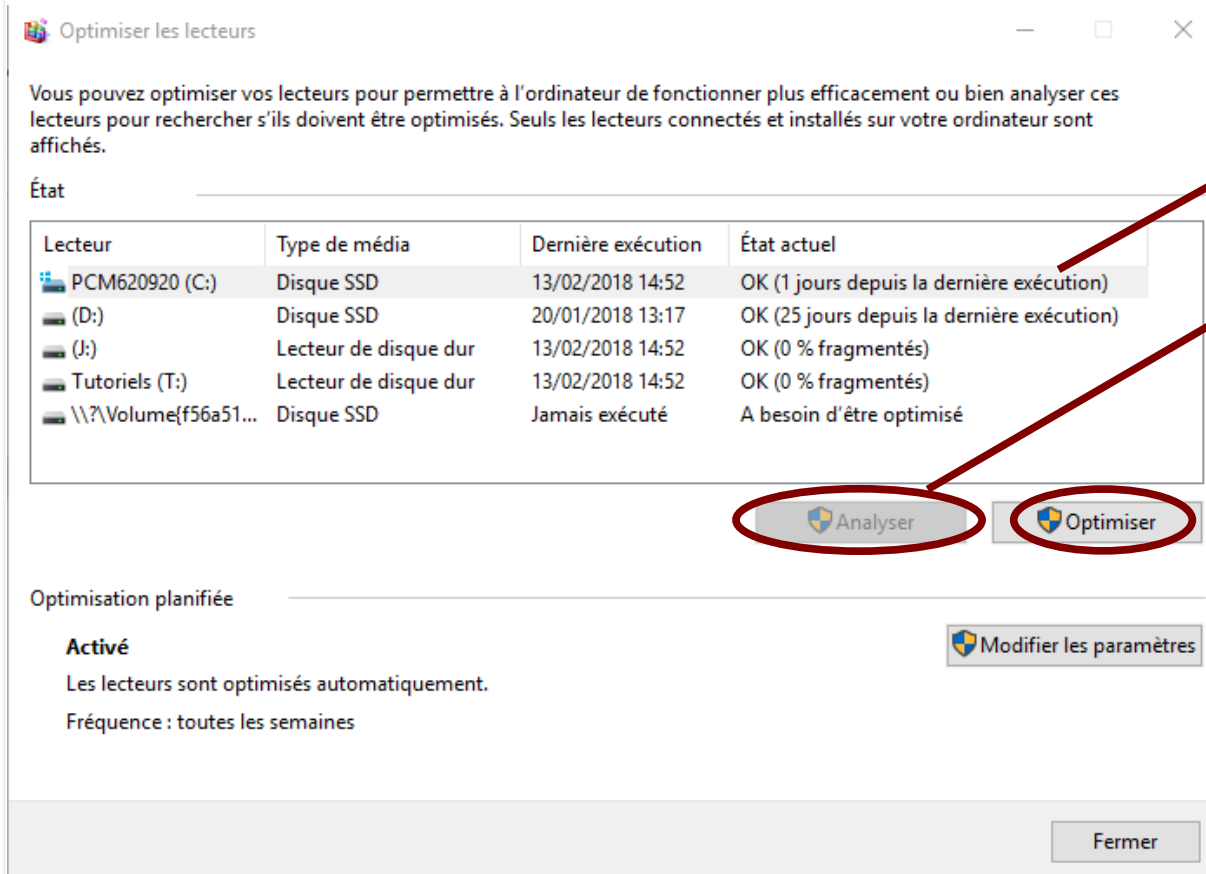 Optimiser les lecteurs
Vous pouvez optimiser vos lecteurs pour permettre à l'ordinateur de fonctionner plus efficacement ou bien analyser ces
lecteurs pour rechercher s'ils doivent être optimisés. Seuls les lecteurs connectés et installés sur votre ordinateur sont
affichés.
État
Lecteur Type de média Dernière exécution État actuel
PCM620920 (C:) Disque SSD 13/02/2018 14:52 OK (1 jours depuis la dernière exécution)
(D:) Disque SSD 20/01/2018 13:17 OK (25 jours depuis la dernière exécution)
(J:) Lecteur de disque dur 13/02/2018 14:52 OK (0 % fragmentés)
Tutoriels (T:) Lecteur de disque dur 13/02/2018 14:52 OK (0 % fragmentés)
\\?\Volume{f56a51... Disque SSD Jamais exécuté A besoin d'être optimisé
Analyser Optimiser
Optimisation planifiée
Activé
Modifier les paramètres
Les lecteurs sont optimisés automatiquement.
Fréquence : toutes les semaines
Fermer